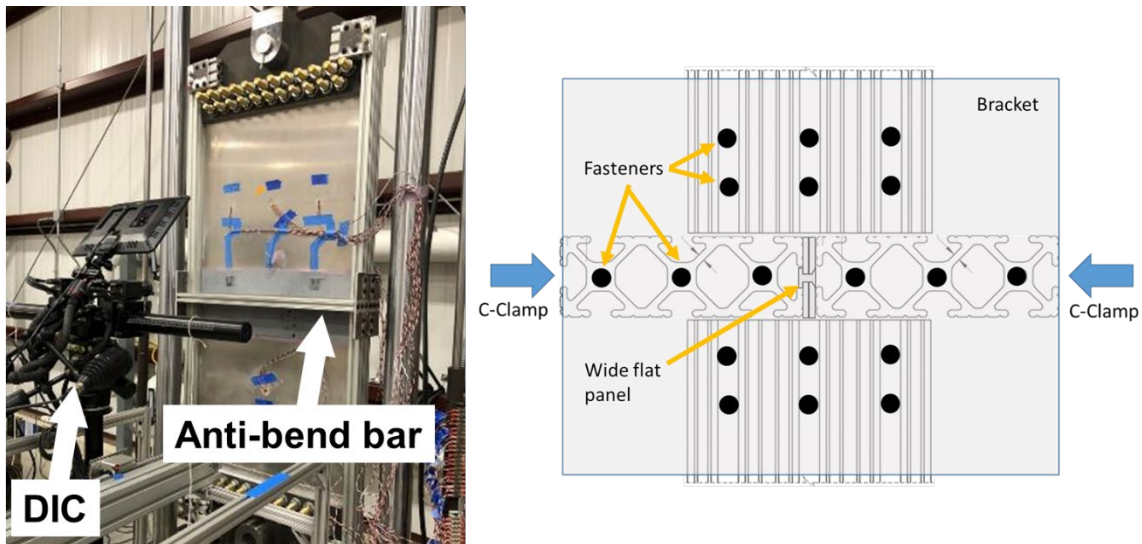 Anti-bend bar
DIC
Bracket
Fasteners
C-Clamp
C-Clamp
Wide flat
panel